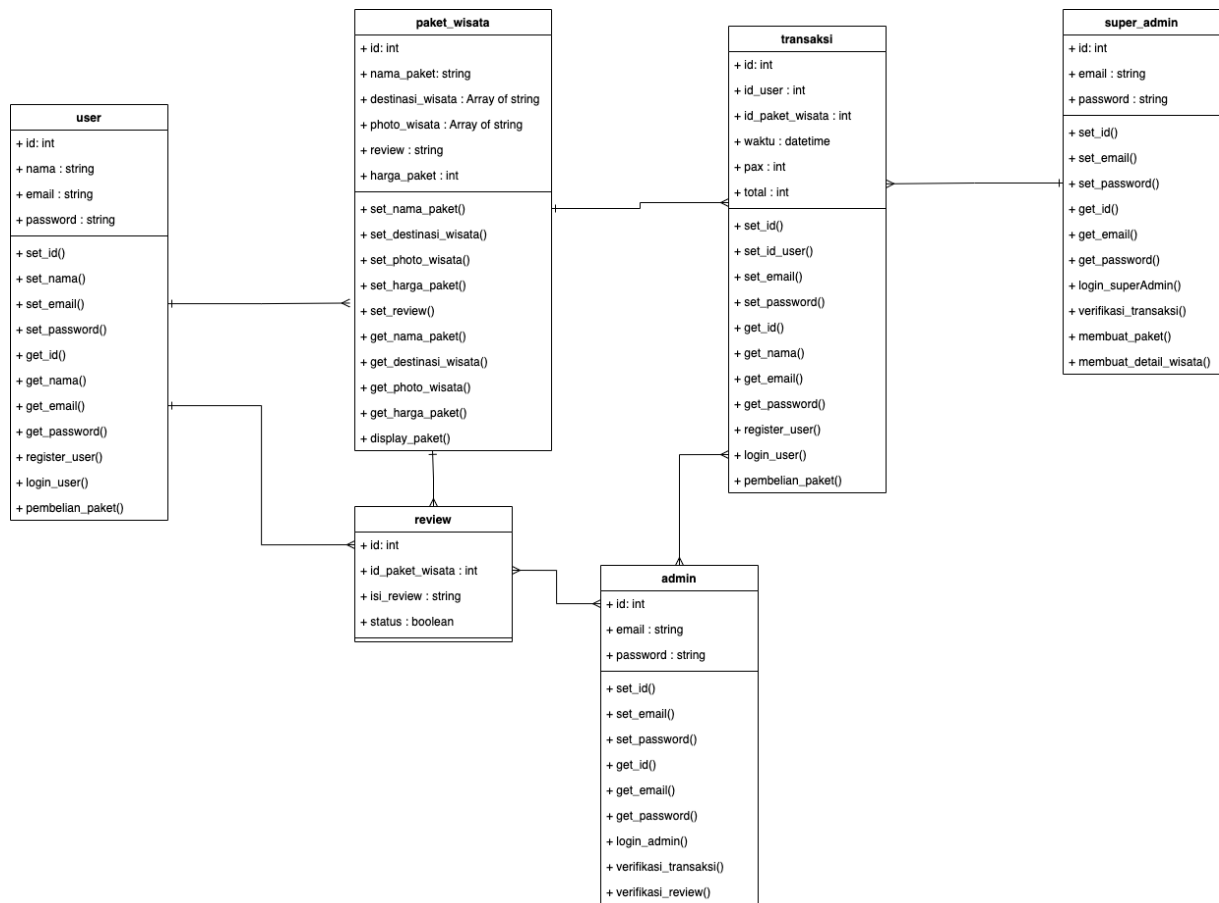 user
+ id: int
+ nama : string
+ email : string
+ password : string
+ set_id()
+ set_nama()
+ set_email()
+ set_password()
+ get_id()
+ get_nama()
+ get_email()
+ get_password()
+ register_user()
+ login_user()
+ pembelian_paket()
paket_wisata
+ id: int
+ nama_paket: string
+ destinasi_wisata : Array of string
+ photo_wisata : Array of string
+ review : string
+ harga_paket : int
+ set_nama_paket()
+ set_destinasi_wisata()
+ set_photo_wisata()
+ set_harga_paket()
+ set_review()
+ get_nama_paket()
+ get_destinasi_wisata()
+ get_photo_wisata()
+ get_harga_paket()
+ display_paket()
review
+ id: int
+ id_paket_wisata : int
+ isi_review : string
+ status : boolean
transaksi
+ id: int
+ id_user : int
+ id_paket_wisata : int
+ waktu : datetime
+ pax : int
+ total : int
+ set_id()
+ set_id_user()
+ set_email()
+ set_password()
+ get_id()
+ get_nama()
+ get_email()
+ get_password()
+ register_user()
+ login_user()
+ pembelian_paket()
admin
+ id: int
+ email : string
+ password : string
+ set_id()
+ set_email()
+ set_password()
+ get_id()
+ get_email()
+ get_password()
+ login_admin()
+ verifikasi_transaksi()
+ verifikasi_review()
super_admin
+ id: int
+ email : string
+ password : string
+ set_id()
+ set_email()
+ set_password()
+ get_id()
+ get_email()
+ get_password()
+ login_superAdmin()
+ verifikasi_transaksi()
+ membuat_paket()
+ membuat_detail_wisata()